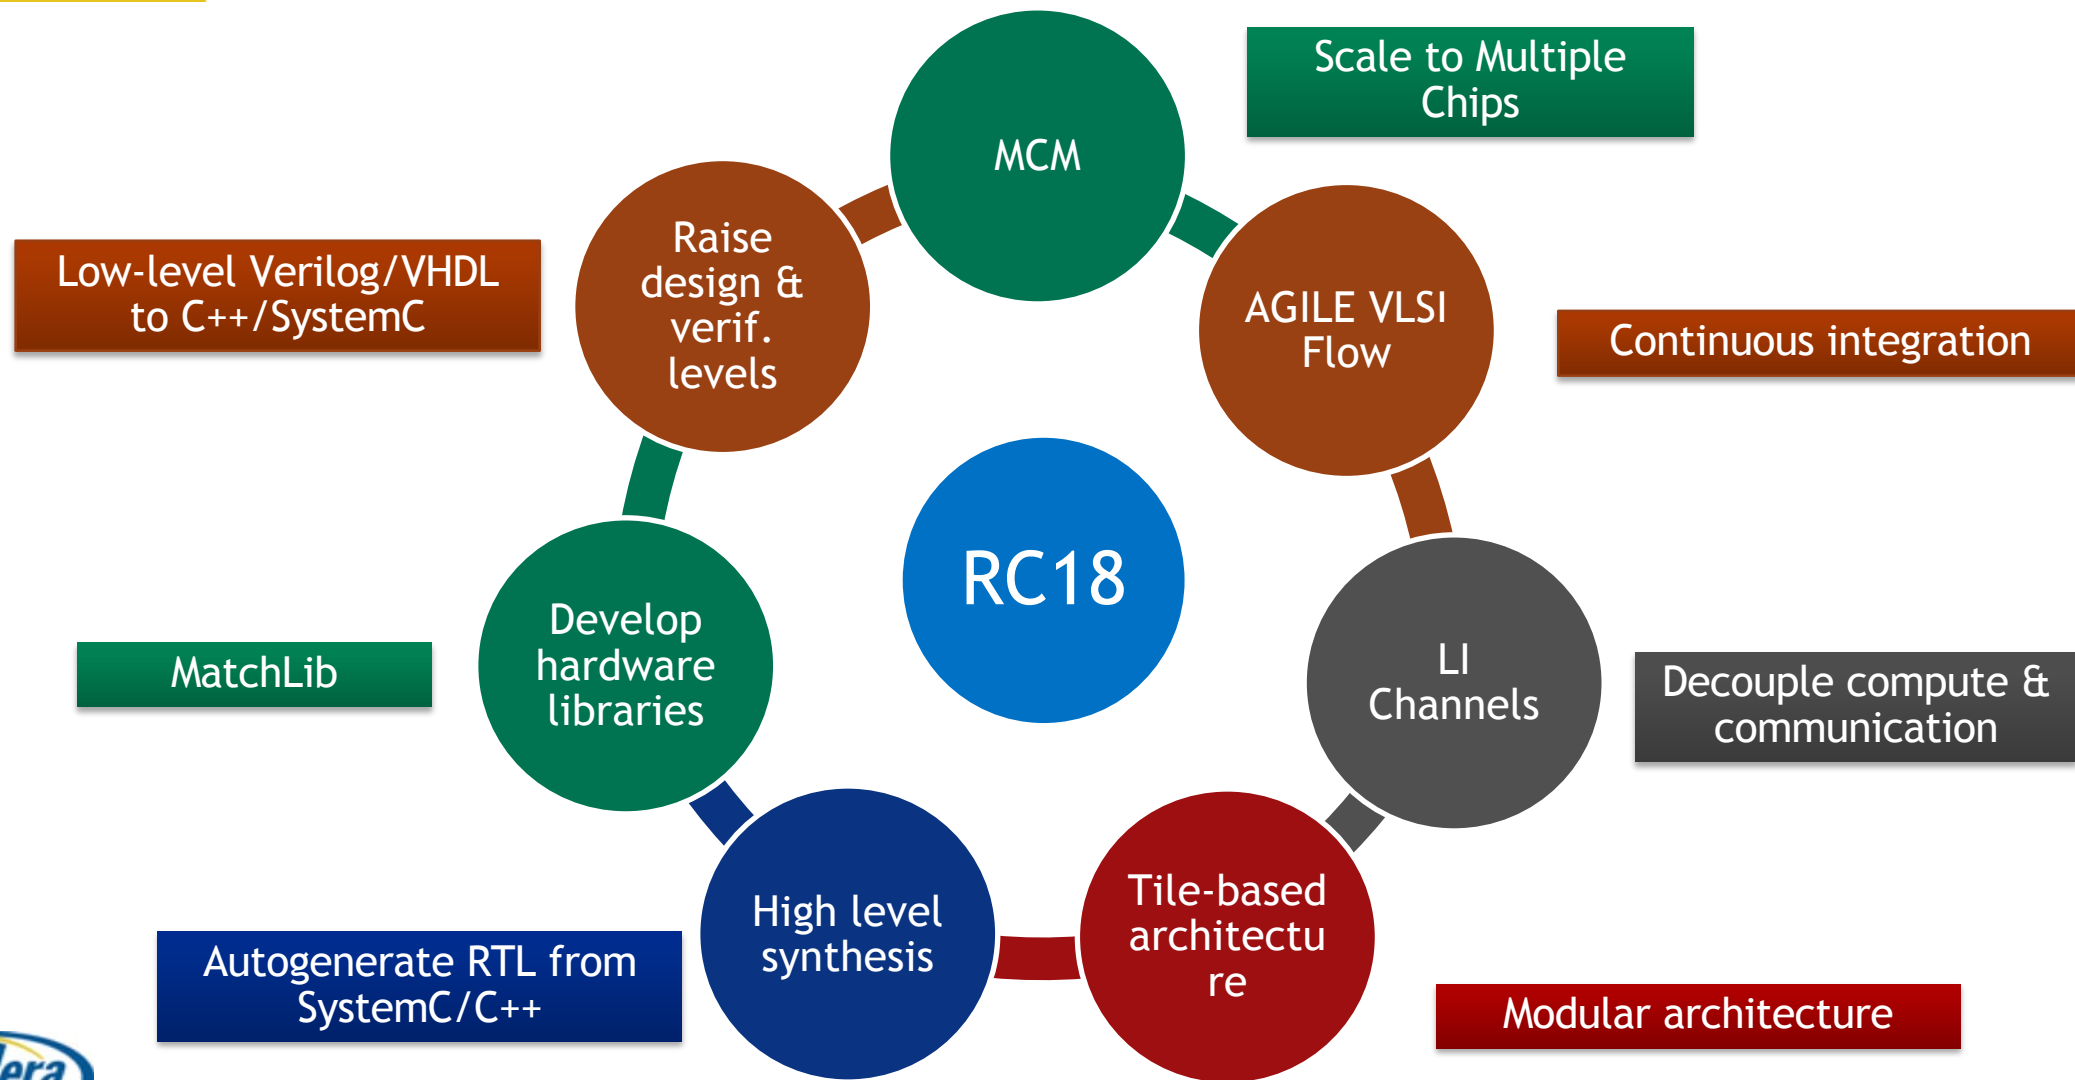 MCM
Scale to Multiple
Chips
Raise
design &
verif.
levels
Low-level Verilog/VHDL
to C++/SystemC
AGILE VLSI
Flow
Continuous integration
RC18
Develop
hardware
libraries
MatchLib
LI
Channels
Decouple compute &
communication
High level
synthesis
Autogenerate RTL from
SystemC/C++
Tile-based
architectu
re
Modular architecture